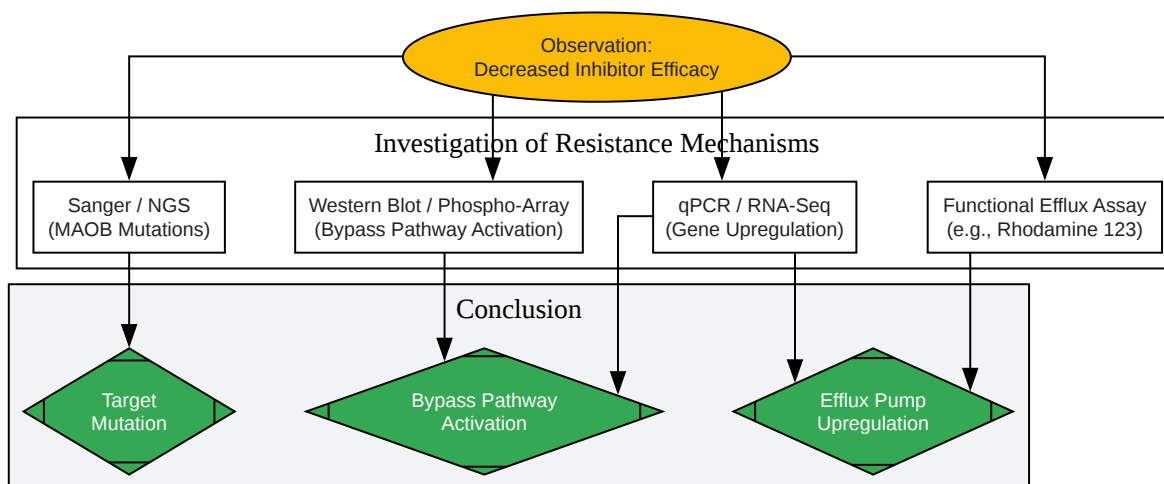 Observation:
Decreased Inhibitor Efficacy
Investigation of Resistance Mechanisms
Sanger / NGS
(MAOB Mutations)
Western Blot / Phospho-Array
(Bypass Pathway Activation)
qPCR / RNA-Seq
(Gene Upregulation)
Functional Efflux Assay
(e.g., Rhodamine 123)
Conclusion
Target
Mutation
Bypass Pathway
Activation
Efflux Pump
Upregulation